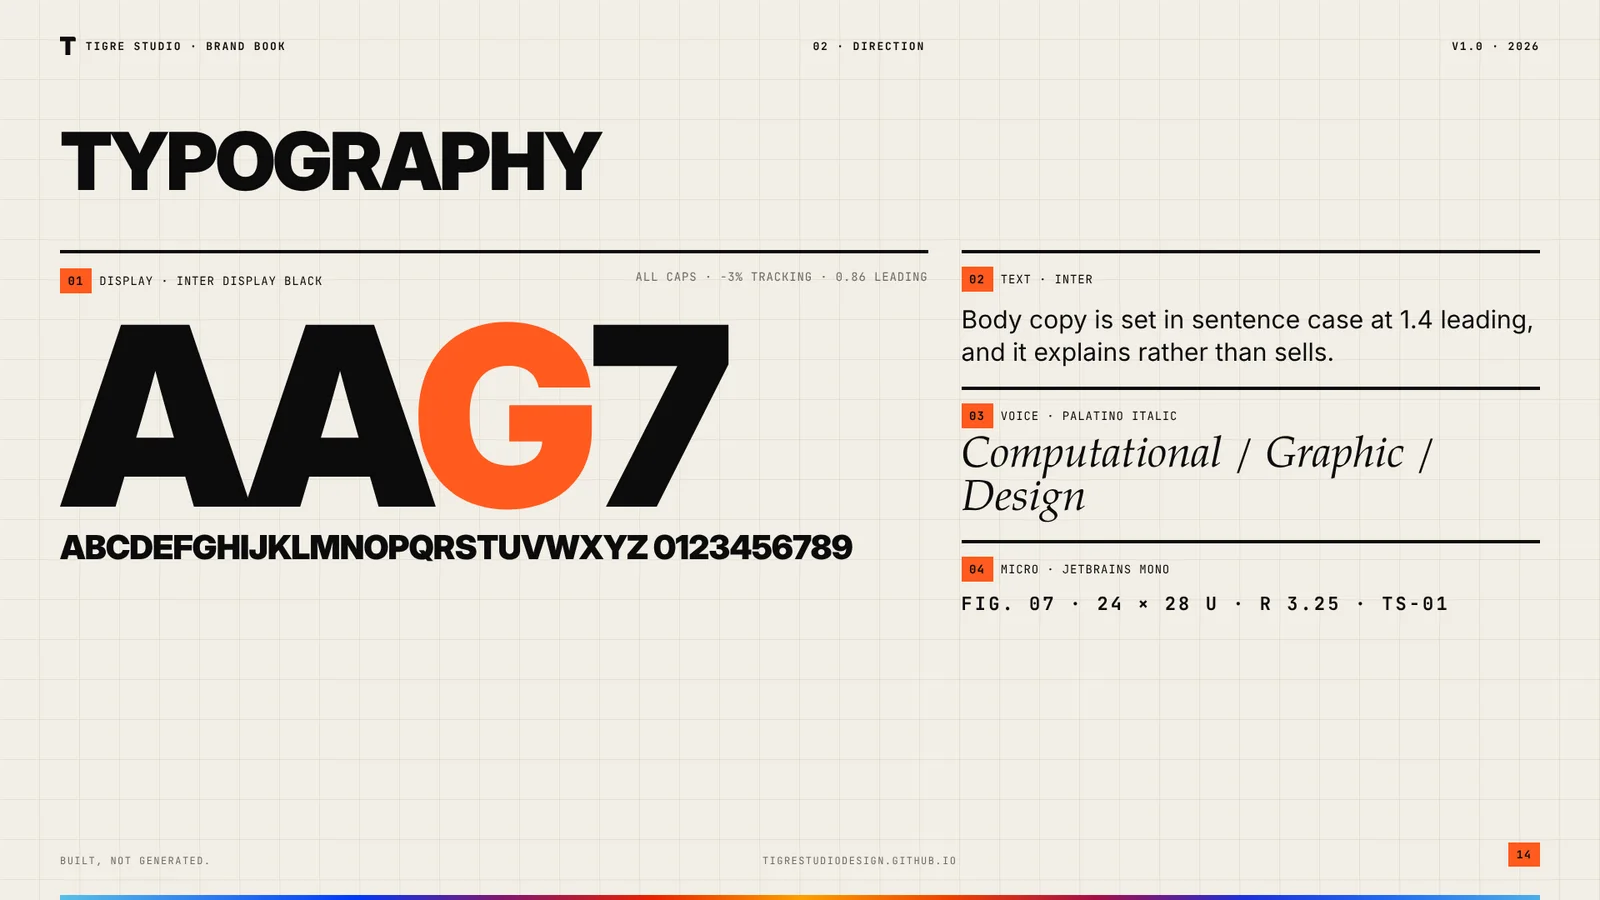 T TIGRE STUDIO · BRAND BOOK
02 · DIRECTION
V1.0 · 2026
TYPOGRAPHY
01 DISPLAY · INTER DISPLAY BLACK
ALL CAPS · -3% TRACKING · 0.86 LEADING
AAG7
ABCDEFGHIJKLMNOPQRSTUVWXYZ 0123456789
02 TEXT · INTER
Body copy is set in sentence case at 1.4 leading,
and it explains rather than sells.
03 VOICE · PALATINO ITALIC
Computational / Graphic /
Design
04 MICRO · JETBRAINS MONO
FIG. 07 · 24 × 28 U · R 3.25 · TS-01
BUILT, NOT GENERATED.
TIGRESTUDIODESIGN.GITHUB.IO
14